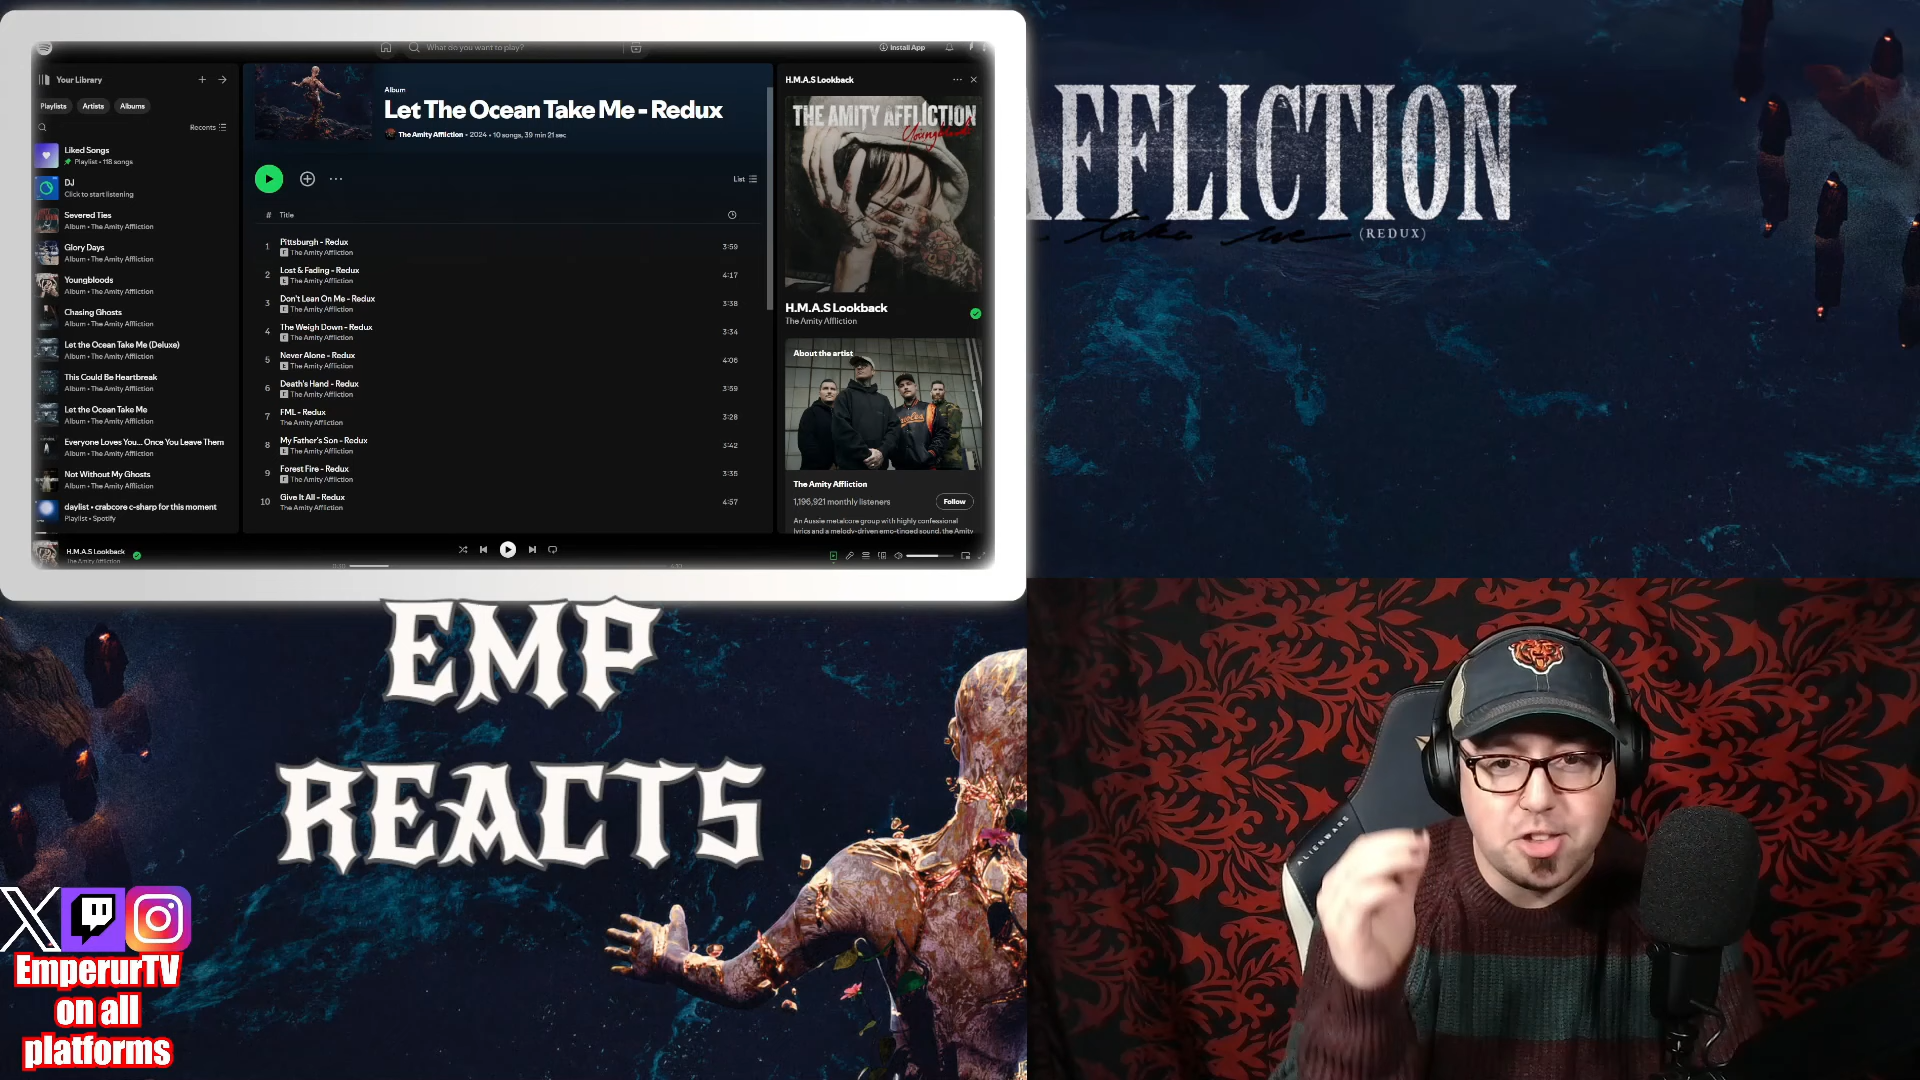 What do you want to play?
Install App
Your Library
Playlists
Artists
Albums
Recents
Liked Songs
Playlist • 118 songs
DJ
Click to start listening
Severed Ties
Album • The Amity Affliction
Glory Days
Album • The Amity Affliction
Youngbloods
Album • The Amity Affliction
Chasing Ghosts
Album • The Amity Affliction
Let the Ocean Take Me (Deluxe)
Album • The Amity Affliction
This Could Be Heartbreak
Album • The Amity Affliction
Let the Ocean Take Me
Album • The Amity Affliction
Everyone Loves You... Once You Leave Them
Album • The Amity Affliction
Not Without My Ghosts
Album • The Amity Affliction
daylist • crabcore c-sharp for this moment
Playlist • Spotify
H.M.A.S Lookback
The Amity Affliction
Album
Let The Ocean Take Me - Redux
The Amity Affliction • 2024 • 10 songs, 39 min 21 sec
List
# Title
1 Pittsburgh - Redux 3:59
E The Amity Affliction
2 Lost & Fading - Redux 4:17
E The Amity Affliction
3 Don't Lean On Me - Redux 3:38
E The Amity Affliction
4 The Weigh Down - Redux 3:34
E The Amity Affliction
5 Never Alone - Redux 4:06
E The Amity Affliction
6 Death's Hand - Redux 3:59
E The Amity Affliction
7 FML - Redux 3:28
The Amity Affliction
8 My Father's Son - Redux 3:42
E The Amity Affliction
9 Forest Fire - Redux 3:35
E The Amity Affliction
10 Give It All - Redux 4:57
The Amity Affliction
H.M.A.S Lookback
THE AMITY AFFLICTION
Youngbloods
H.M.A.S Lookback
The Amity Affliction
About the artist
The Amity Affliction
1,196,921 monthly listeners
Follow
An Aussie metalcore group with highly confessional
lyrics and a melody-driven emo-tinged sound, the Amity
AFFLICTION
take me
(REDUX)
EMP
REACTS
EmperurTV
on all
platforms
ALIENWARE